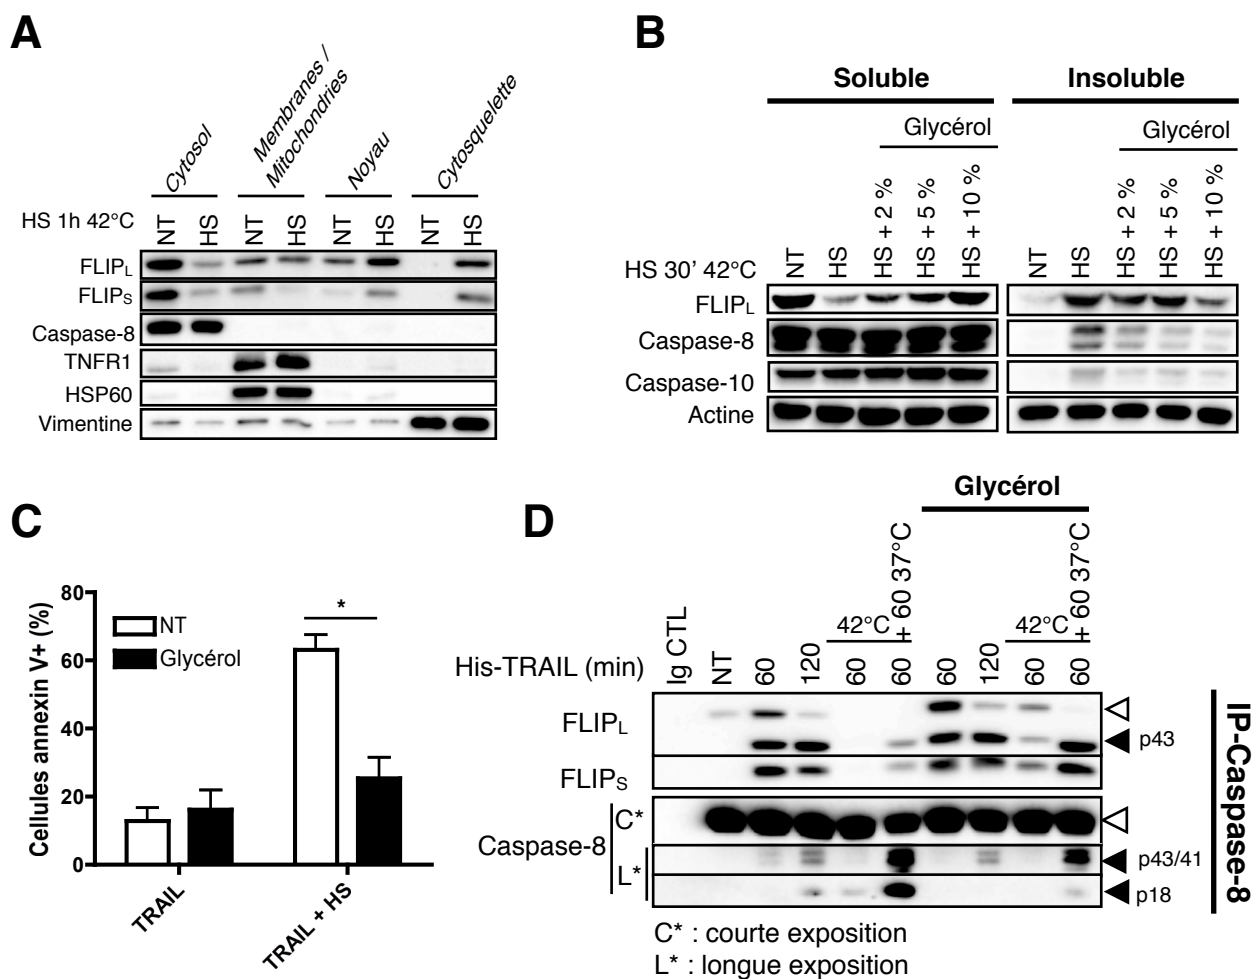 A
Cytosol
Membranes /
Mitochondries
Noyau
Cytosquelette
HS 1h 42°C
NT HS NT HS NT HS NT HS
FLIPL
FLIPS
Caspase-8
TNFR1
HSP60
Vimentine
B
Soluble Insoluble
Glycérol Glycérol
HS 30’ 42°C
NT HS HS + 2 % HS + 5 % HS + 10 % NT HS HS + 2 % HS + 5 % HS + 10 %
FLIPL
Caspase-8
Caspase-10
Actine
C
Cellules annexin V+ (%)
80
60
40
20
0
NT
Glycérol
*
TRAIL
TRAIL + HS
D
Glycérol
42°C 42°C
His-TRAIL (min)
Ig CTL NT 60 120 60 60 + 60 37°C 60 120 60 60 + 60 37°C
FLIPL
p43
FLIPS
Caspase-8
C*
L*
p43/41
p18
IP-Caspase-8
C* : courte exposition
L* : longue exposition